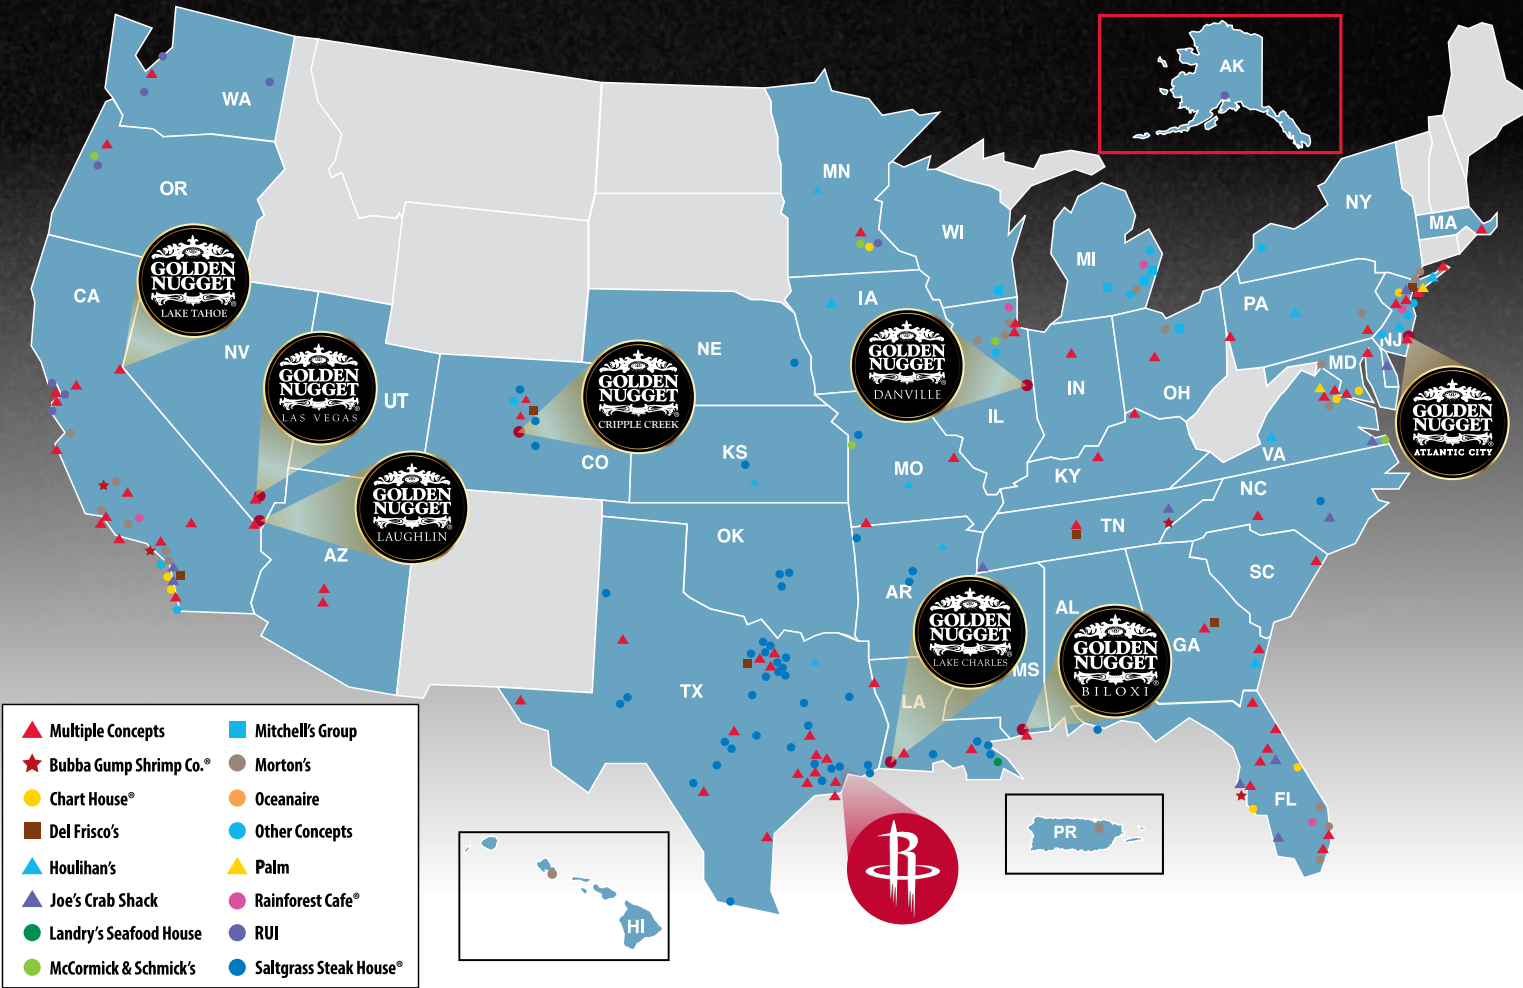 AK
WA
MN
OR
NY
MA
WI
MI
CA
IA
PA
NV
NE
NJ
MD
UT
IN
OH
IL
CO
KS
MO
KY
VA
NC
AZ
OK
TN
AR
SC
AL
GA
MS
TX
LA
FL
PR
HI
GOLDEN
NUGGET
®
LAKE TAHOE
GOLDEN
NUGGET
®
LAS VEGAS
GOLDEN
NUGGET
®
CRIPPLE CREEK
GOLDEN
NUGGET
®
DANVILLE
GOLDEN
NUGGET
®
ATLANTIC CITY
GOLDEN
NUGGET
®
LAUGHLIN
GOLDEN
NUGGET
®
LAKE CHARLES
GOLDEN
NUGGET
®
BILOXI
R
Multiple Concepts
Bubba Gump Shrimp Co.®
Chart House®
Del Frisco's
Houlihan's
Joe's Crab Shack
Landry's Seafood House
McCormick & Schmick's
Mitchell's Group
Morton's
Oceanaire
Other Concepts
Palm
Rainforest Cafe®
RUI
Saltgrass Steak House®